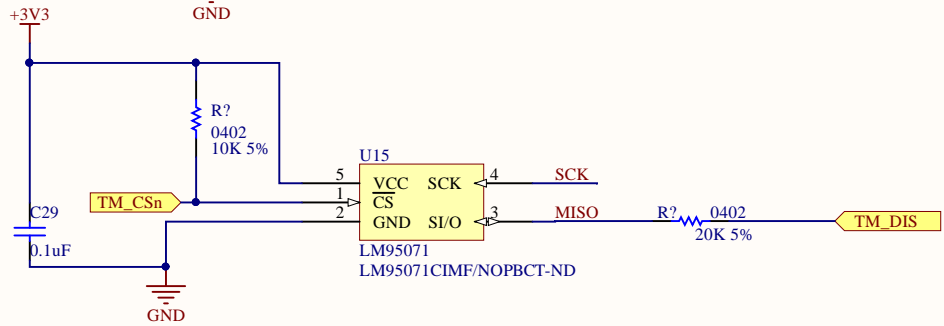 +3V3
GND
R?
0402
10K 5%
U15
5
VCC
SCK
4
SCK
TM_CSn
1
CS
2
GND
SI/O
3
MISO
R?
0402
TM_DIS
20K 5%
C29
0.1uF
LM95071
LM95071CIMF/NOPBCT-ND
GND